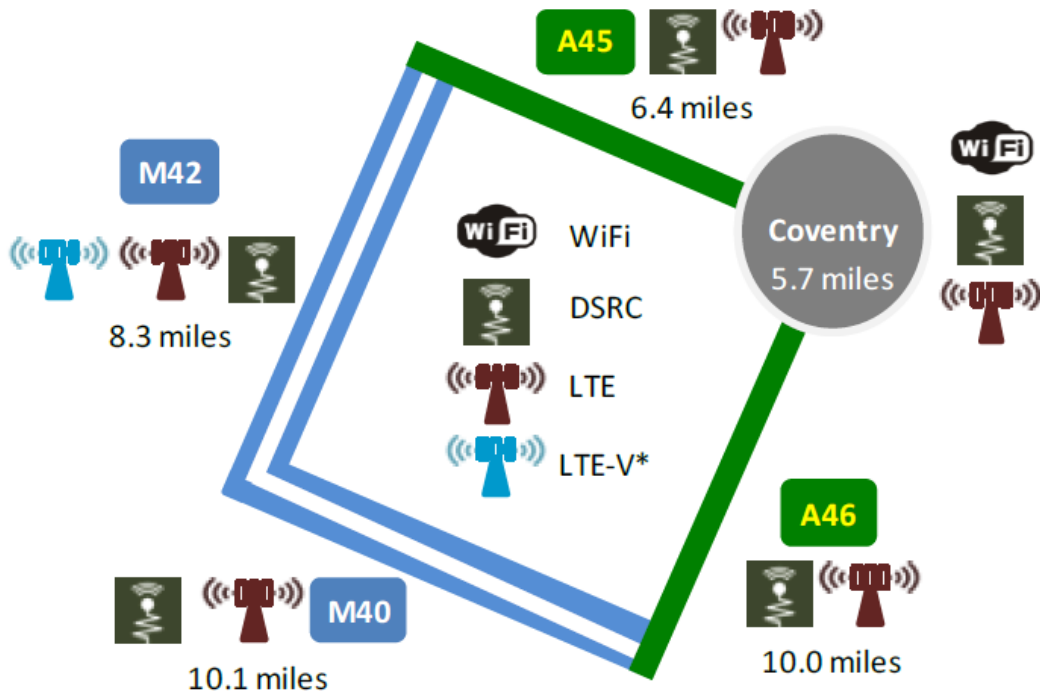 A45
6.4 miles
WiFi
M42
Coventry
5.7 miles
8.3 miles
WiFi WiFi
DSRC
LTE
LTE-V*
A46
10.0 miles
M40
10.1 miles